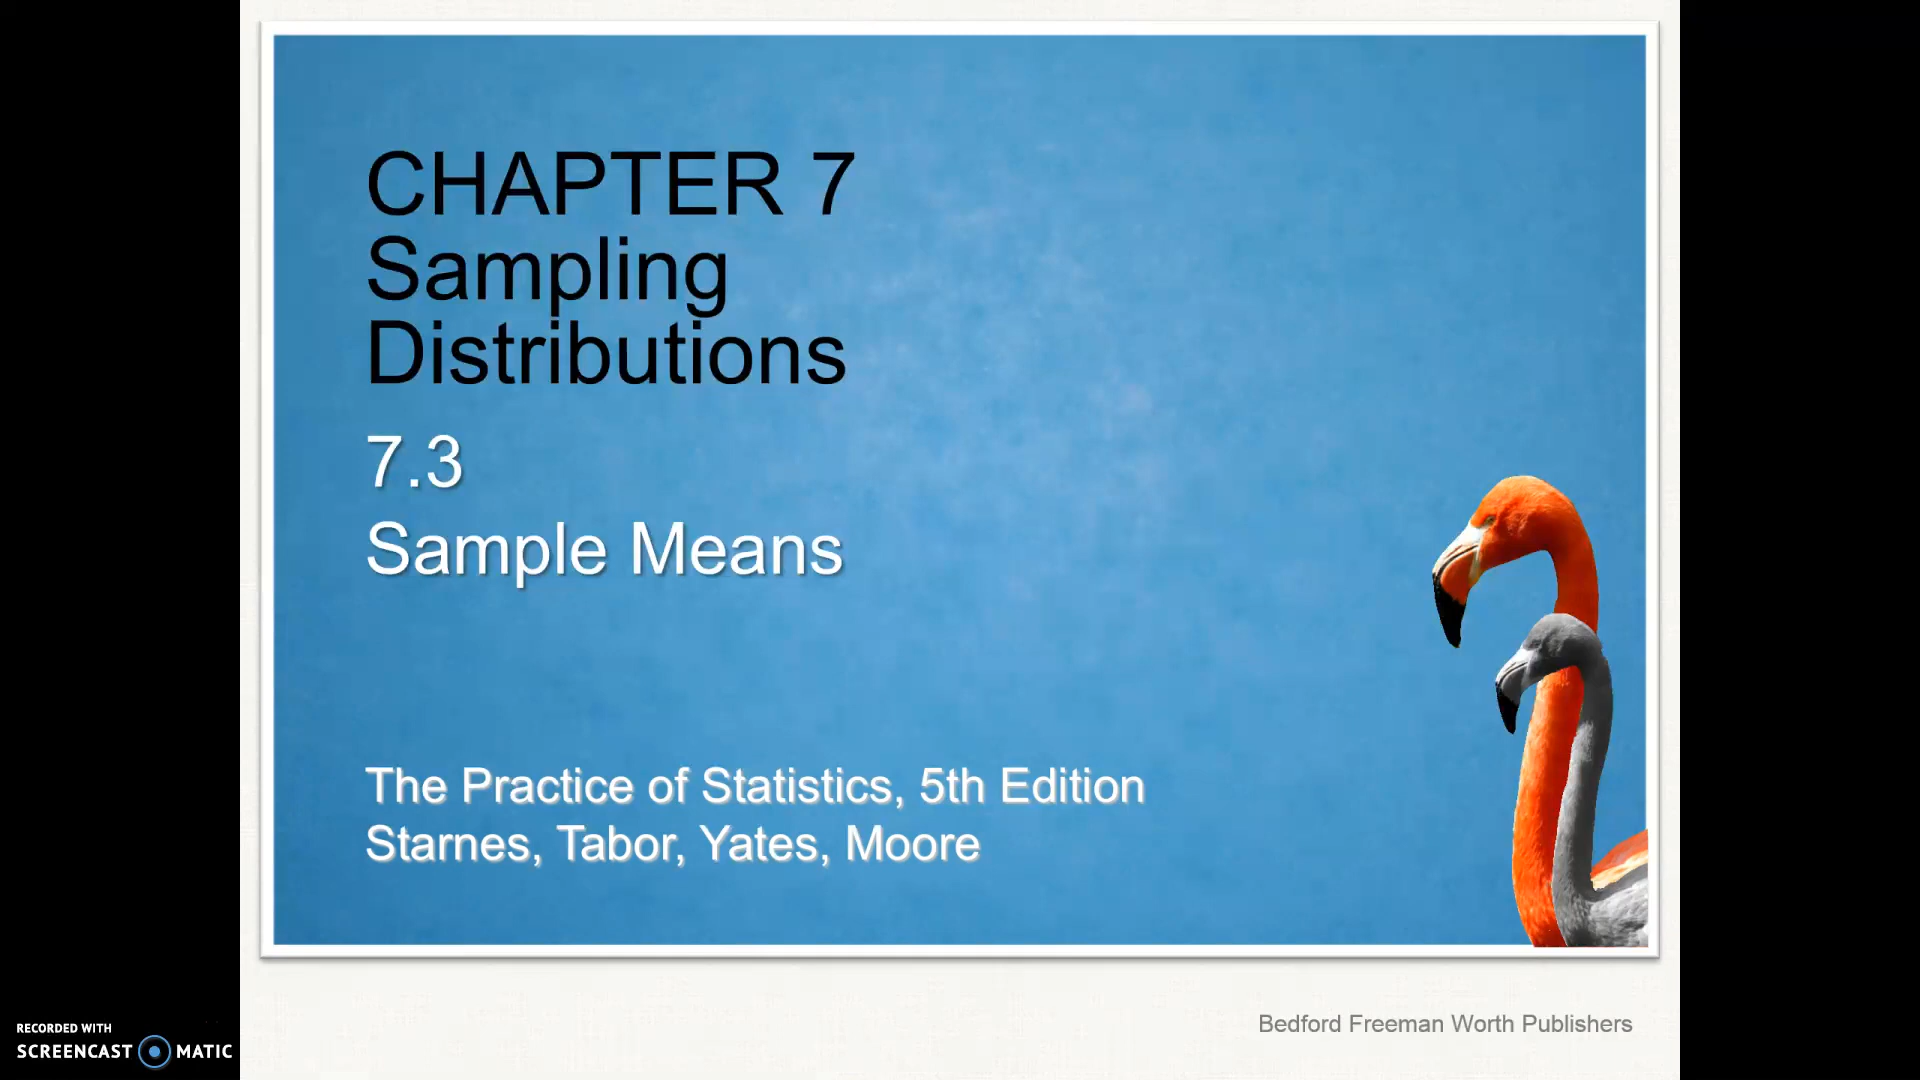 CHAPTER 7
Sampling
Distributions
7.3
Sample Means
The Practice of Statistics, 5th Edition
Starnes, Tabor, Yates, Moore
Bedford Freeman Worth Publishers
RECORDED WITH
SCREENCAST MATIC